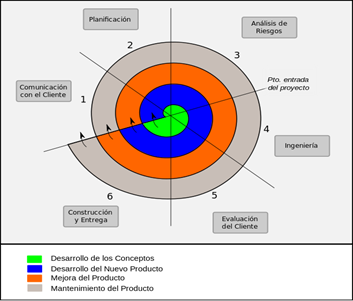 Planificación
Análisis de
Riesgos
2
3
Pto. entrada
del proyecto
Comunicación
con el Cliente
1
4
Ingeniería
6
5
Construcción
y Entrega
Evaluación
del Cliente
Desarrollo de los Conceptos
Desarrollo del Nuevo Producto
Mejora del Producto
Mantenimiento del Producto